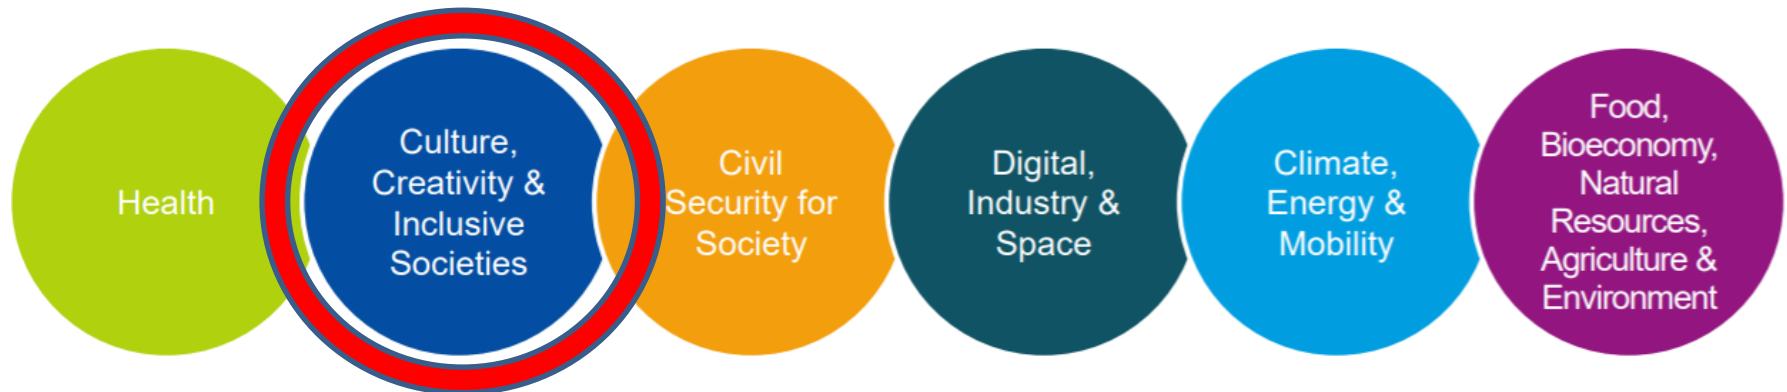 Health
Culture,
Creativity &
Inclusive
Societies
Civil
Security for
Society
Digital,
Industry &
Space
Climate,
Energy &
Mobility
Food,
Bioeconomy,
Natural
Resources,
Agriculture &
Environment